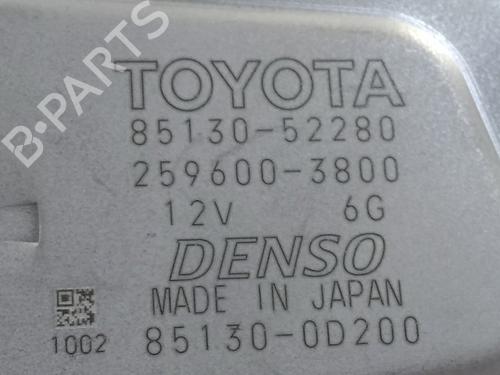 B-PARTS
TOYOTA
85130-52280
259600-3800
12V 6G
DENSO
MADE IN JAPAN
1002 85130-0D200